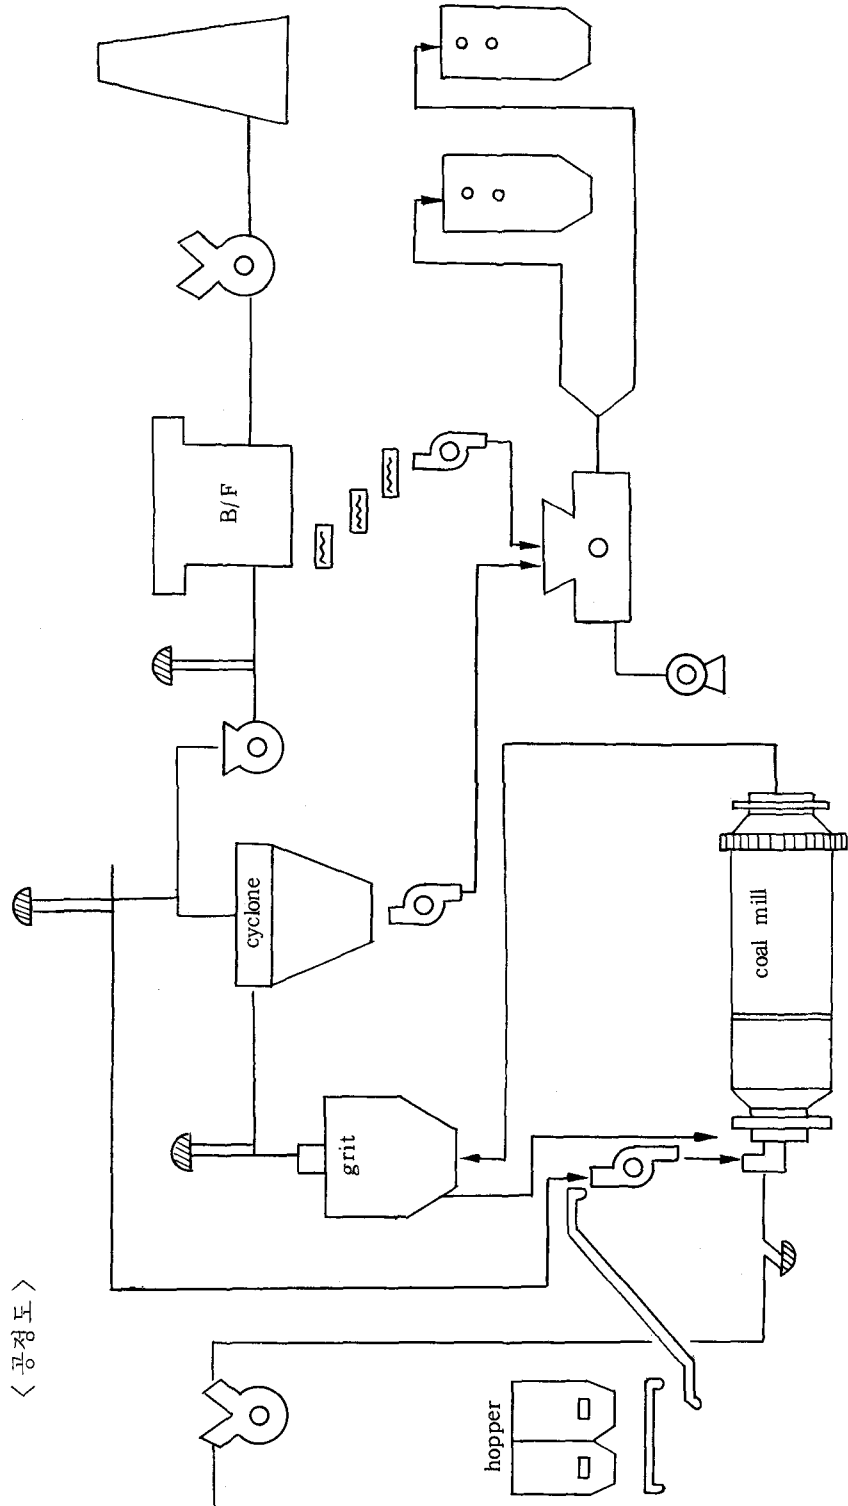 < 공정도 >
hopper
grit
cyclone
B/F
coal mill